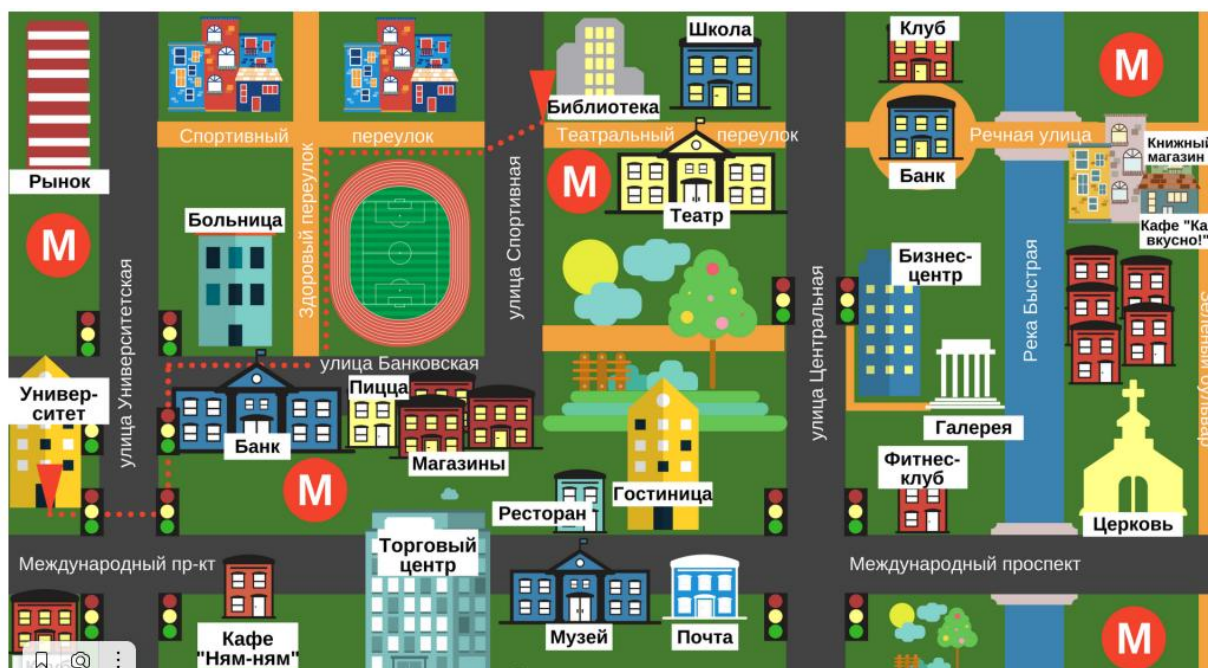 Школа
Клуб
М
Библиотека
Спортивный переулок
Театральный переулок
Речная улица
Банк
Книжный
магазин
Рынок
М
Театр
Кафе "Ка
вкусно!"
Больница
М
Здоровый переулок
улица Спортивная
улица Университетская
улица Центральная
Бизнес-
центр
Река Быстрая
улица Банковская
Универ-
ситет
Пицца
Банк
Магазины
Галерея
М
Гостиница
Фитнес-
клуб
Ресторан
Церковь
Международный пр-кт
Торговый
центр
Международный проспект
Кафе
"Ням-ням"
Музей
Почта
М